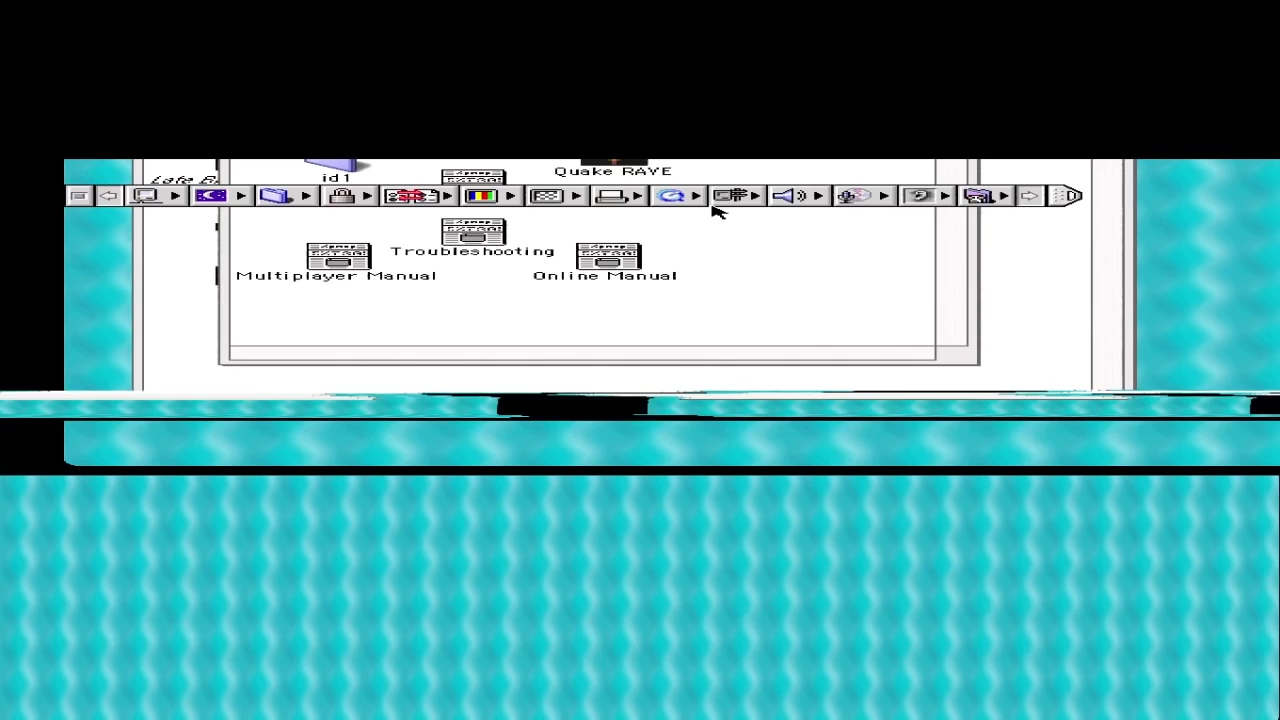 id1
Quake RAVE
Troubleshooting
Multiplayer Manual
Online Manual